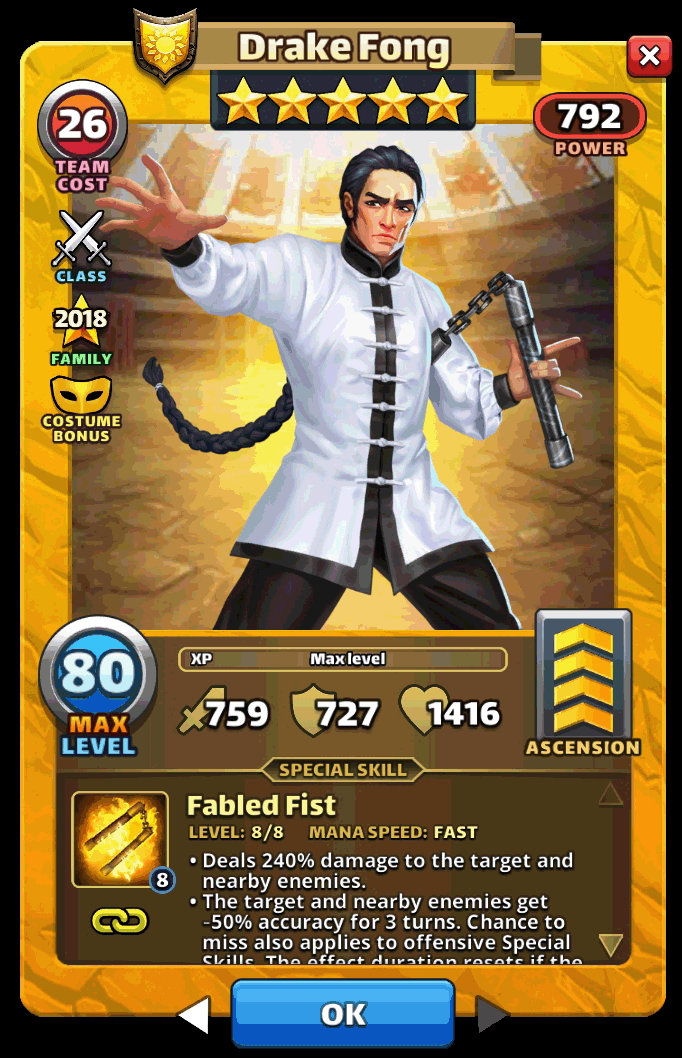 Drake Fong
26
TEAM
COST
792
POWER
CLASS
2018
FAMILY
COSTUME
BONUS
80
MAX
LEVEL
XP Max level
759 727 1416
ASCENSION
SPECIAL SKILL
Fabled Fist
LEVEL: 8/8 MANA SPEED: FAST
8
• Deals 240% damage to the target and
nearby enemies.
• The target and nearby enemies get
-50% accuracy for 3 turns. Chance to
miss also applies to offensive Special
Skills. The effect duration resets if the
OK